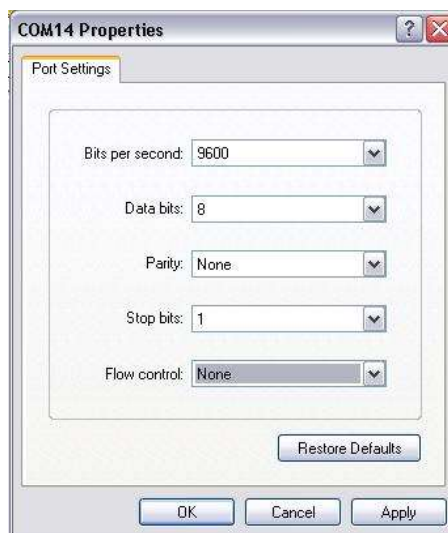 COM14 Properties
Port Settings
Bits per second: 9600
Data bits: 8
Parity: None
Stop bits: 1
Flow control: None
Restore Defaults
OK Cancel Apply